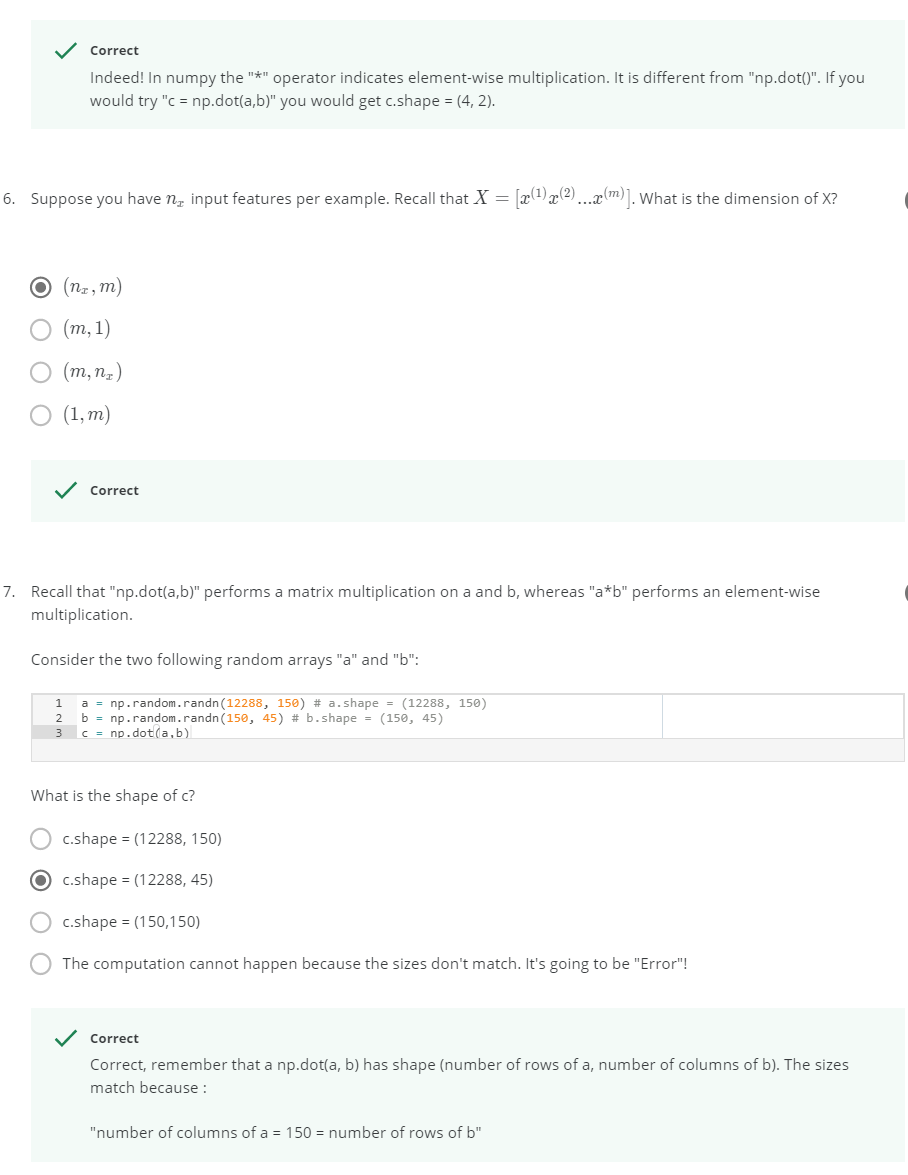 Correct
Indeed! In numpy the "*" operator indicates element-wise multiplication. It is different from "np.dot()". If you
would try "c = np.dot(a,b)" you would get c.shape = (4, 2).
6. Suppose you have nₓ input features per example. Recall that X = [x⁽¹⁾x⁽²⁾...x⁽ᵐ⁾]. What is the dimension of X?
(nₓ, m)
(m, 1)
(m, nₓ)
(1, m)
Correct
7. Recall that "np.dot(a,b)" performs a matrix multiplication on a and b, whereas "a*b" performs an element-wise
multiplication.
Consider the two following random arrays "a" and "b":
1 a = np.random.randn(12288, 150) # a.shape = (12288, 150)
2 b = np.random.randn(150, 45) # b.shape = (150, 45)
3 c = np.dot(a,b)
What is the shape of c?
c.shape = (12288, 150)
c.shape = (12288, 45)
c.shape = (150,150)
The computation cannot happen because the sizes don't match. It's going to be "Error"!
Correct
Correct, remember that a np.dot(a, b) has shape (number of rows of a, number of columns of b). The sizes
match because :
"number of columns of a = 150 = number of rows of b"